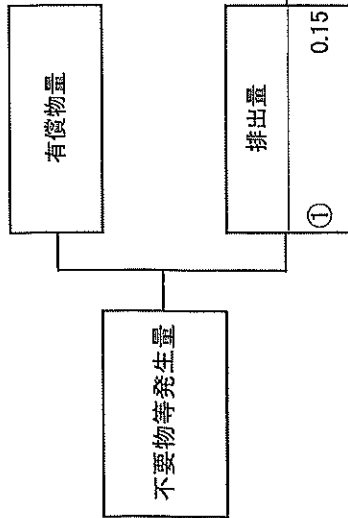 不要物等発生量
有償物量
排出量
① 0.15